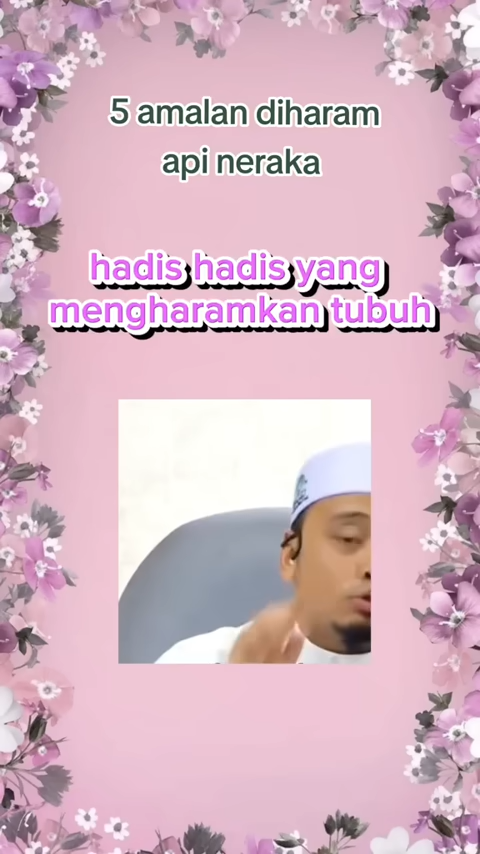 5 amalan diharam
api neraka
hadis hadis yang
mengharamkan tubuh